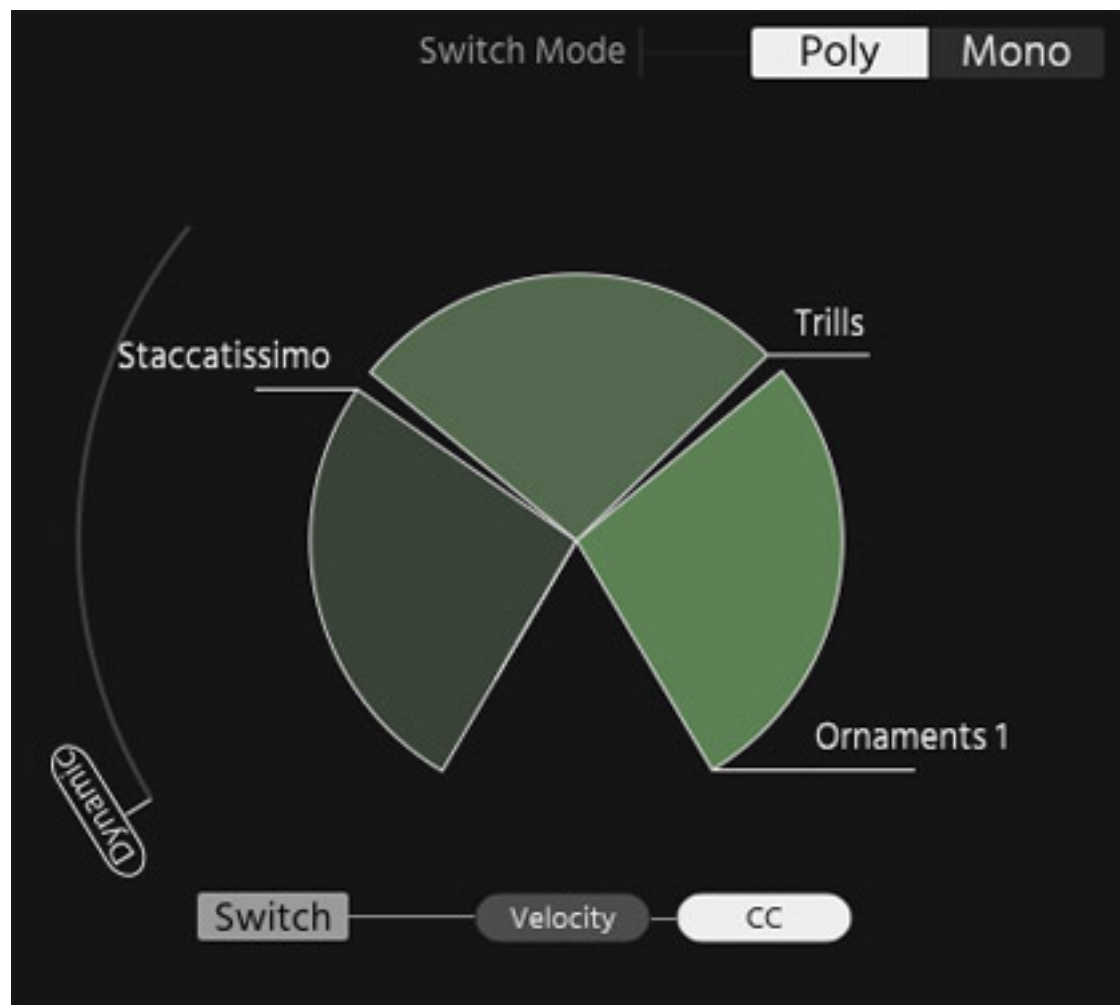 Switch Mode Poly Mono
Trills
Staccatissimo
Ornaments 1
Dynamic
Switch Velocity CC